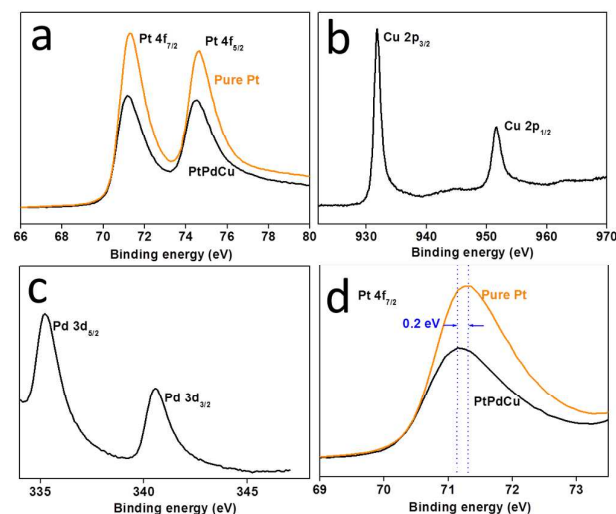 a
Pt 4f₇/₂
Pt 4f₅/₂
Pure Pt
PtPdCu
66 68 70 72 74 76 78 80
Binding energy (eV)
b
Cu 2p₃/₂
Cu 2p₁/₂
930 940 950 960 970
Binding energy (eV)
c
Pd 3d₅/₂
Pd 3d₃/₂
335 340 345
Binding energy (eV)
d
Pt 4f₇/₂
Pure Pt
0.2 eV
PtPdCu
69 70 71 72 73
Binding energy (eV)